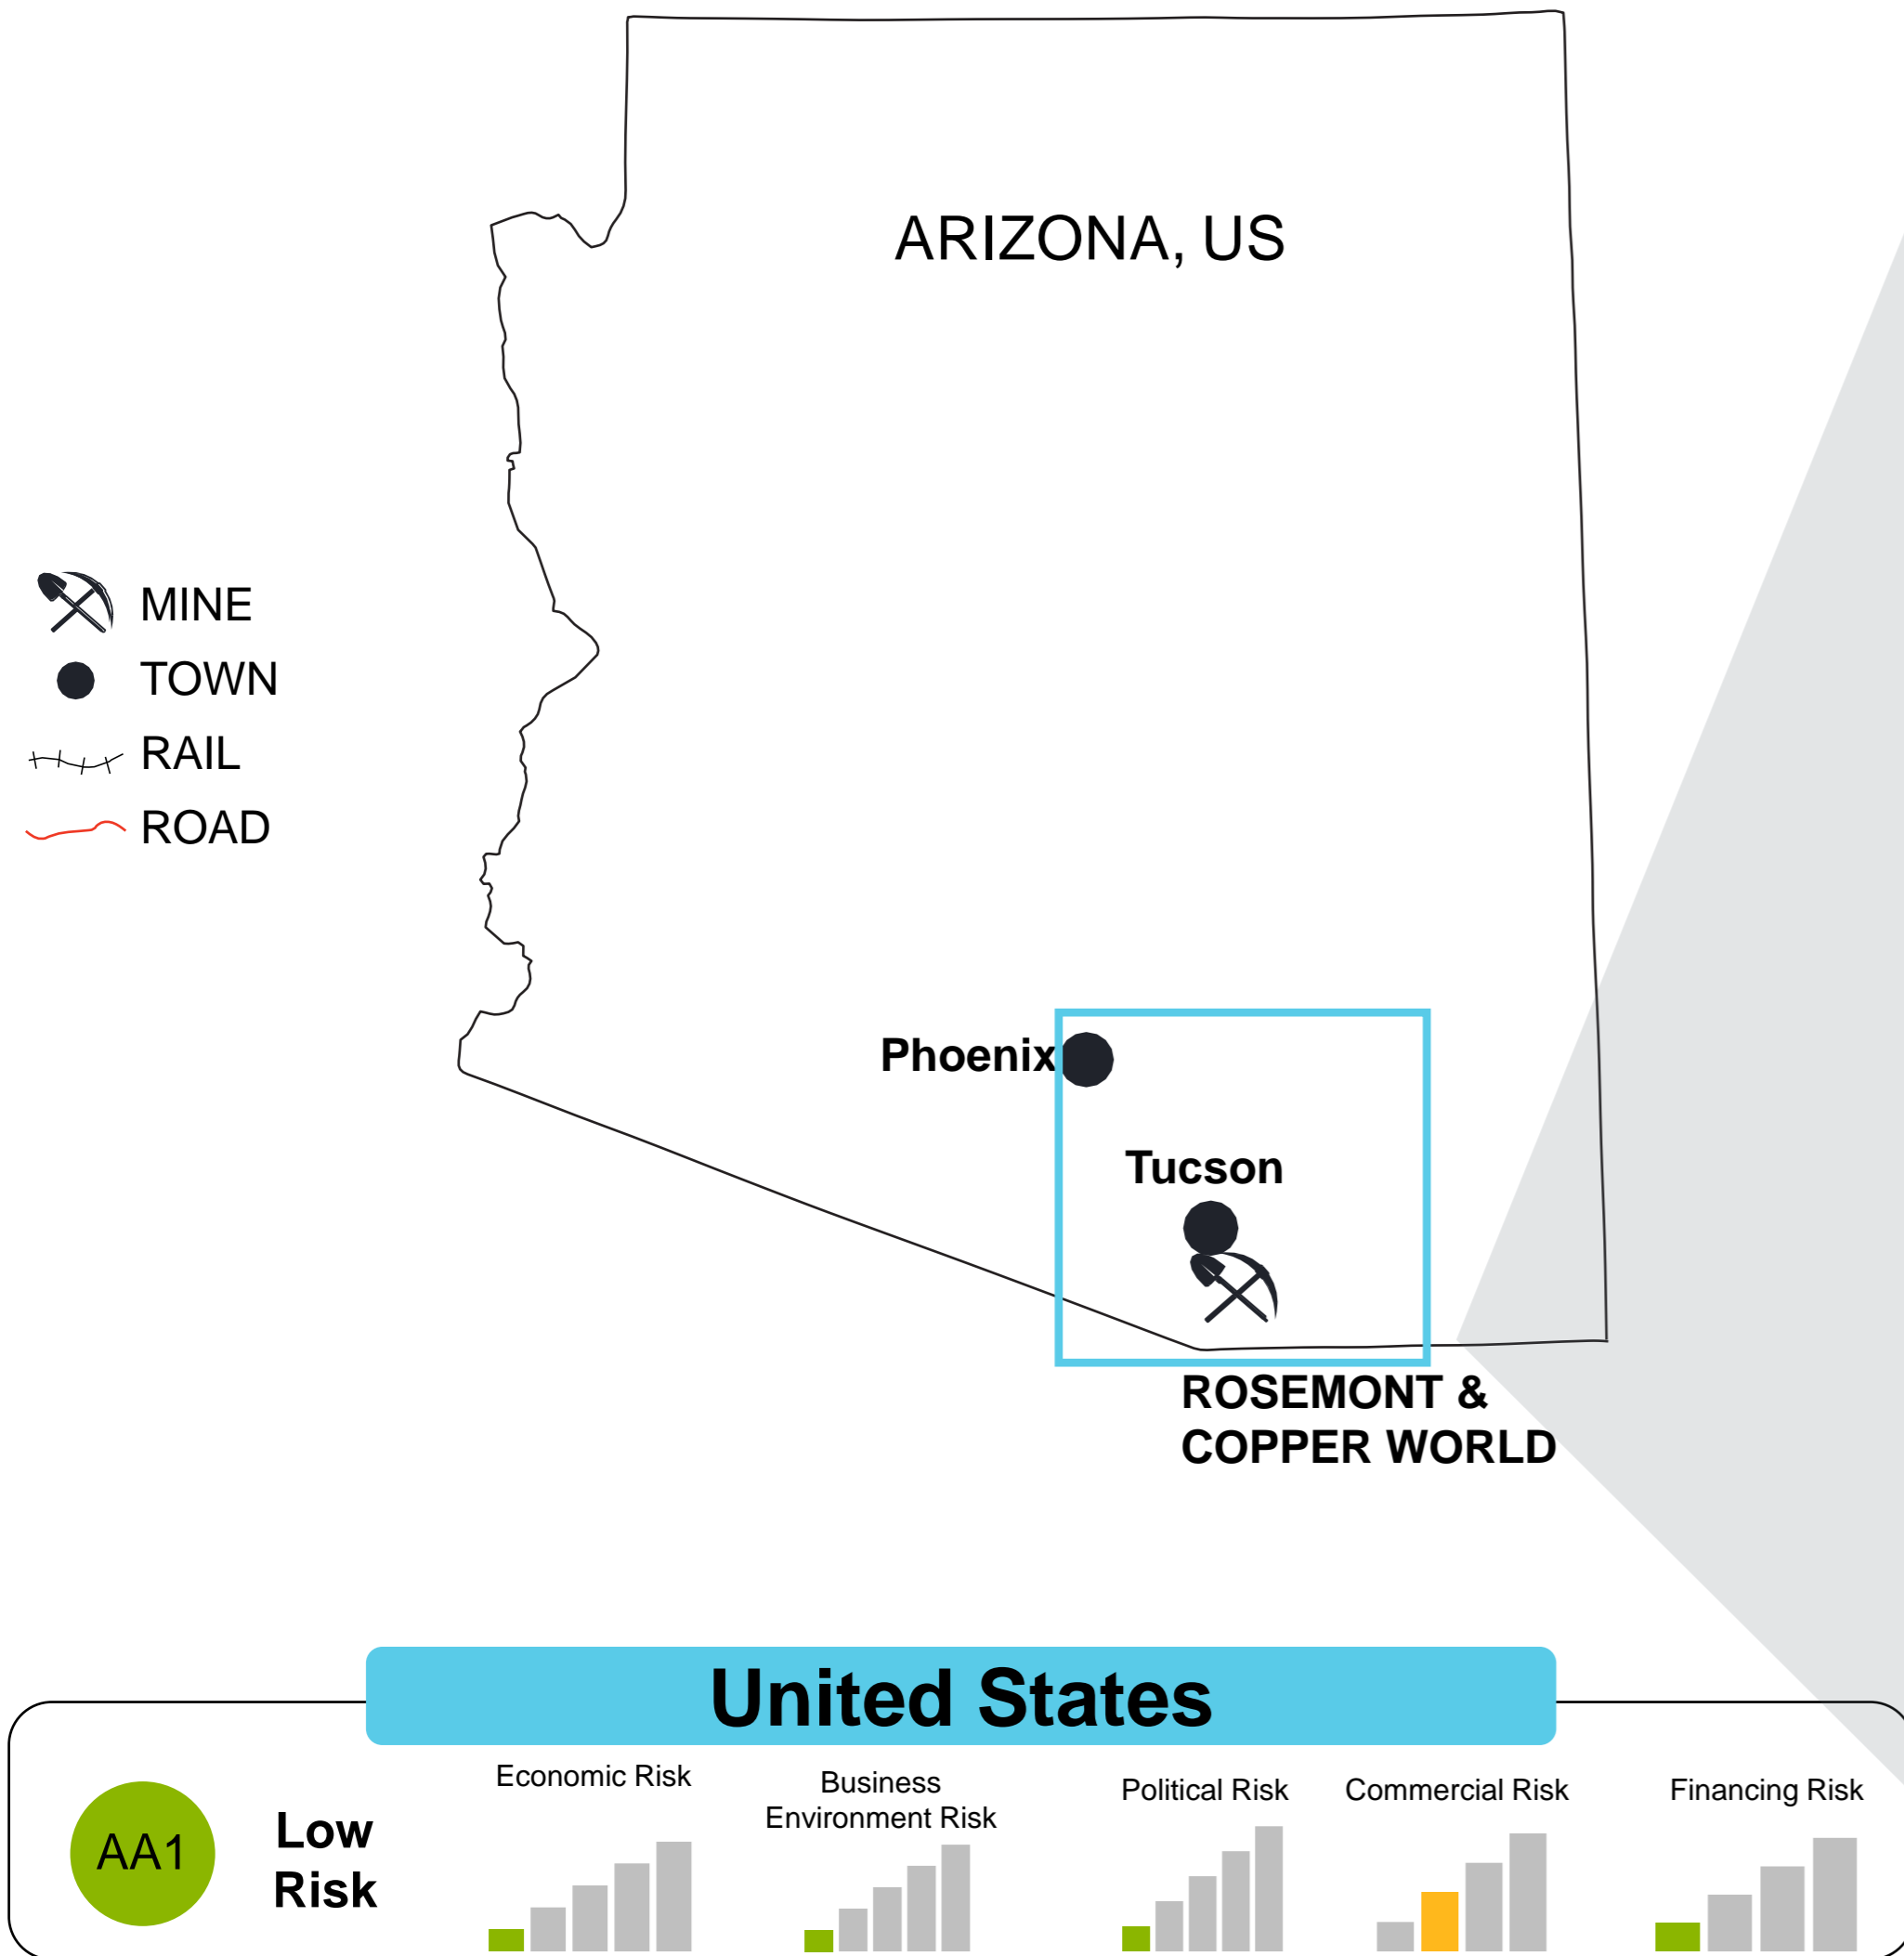 ARIZONA, US
MINE
TOWN
RAIL
ROAD
Phoenix
Tucson
ROSEMONT &
COPPER WORLD
United States
AA1
Low
Risk
Economic Risk
Business
Environment Risk
Political Risk
Commercial Risk
Financing Risk